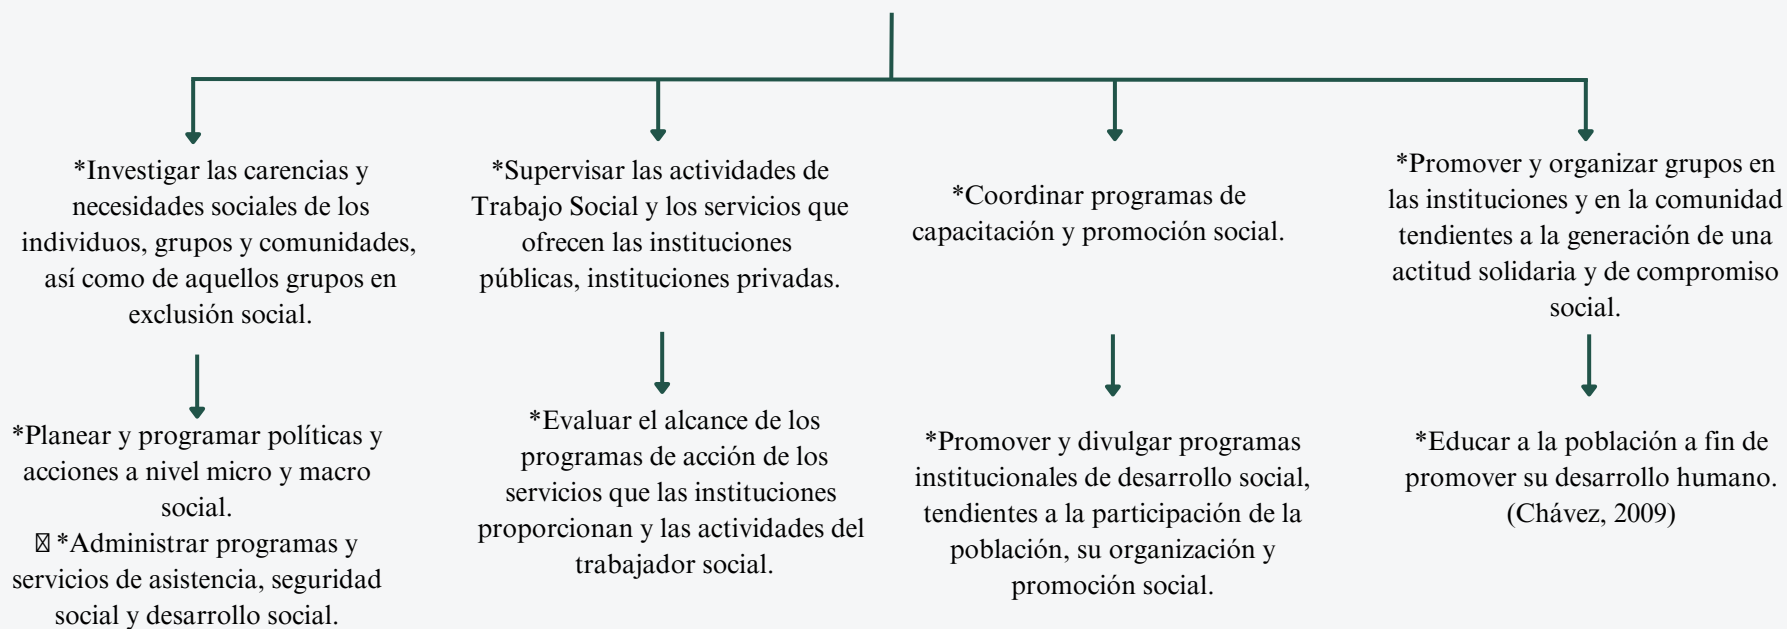 *Investigar las carencias y
necesidades sociales de los
individuos, grupos y comunidades,
así como de aquellos grupos en
exclusión social.
*Planear y programar políticas y
acciones a nivel micro y macro
social.
*Administrar programas y
servicios de asistencia, seguridad
social y desarrollo social.
*Supervisar las actividades de
Trabajo Social y los servicios que
ofrecen las instituciones
públicas, instituciones privadas.
*Evaluar el alcance de los
programas de acción de los
servicios que las instituciones
proporcionan y las actividades del
trabajador social.
*Coordinar programas de
capacitación y promoción social.
*Promover y divulgar programas
institucionales de desarrollo social,
tendientes a la participación de la
población, su organización y
promoción social.
*Promover y organizar grupos en
las instituciones y en la comunidad
tendientes a la generación de una
actitud solidaria y de compromiso
social.
*Educar a la población a fin de
promover su desarrollo humano.
(Chávez, 2009)